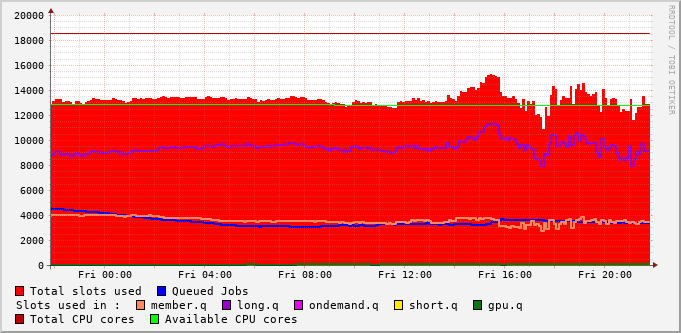 20000
18000
16000
14000
12000
10000
8000
6000
4000
2000
0
Fri 00:00 Fri 04:00 Fri 08:00 Fri 12:00 Fri 16:00 Fri 20:00
Total slots used Queued Jobs
Slots used in : member.q long.q ondemand.q short.q gpu.q
Total CPU cores Available CPU cores
RRDTOOL / TOBI OETIKER